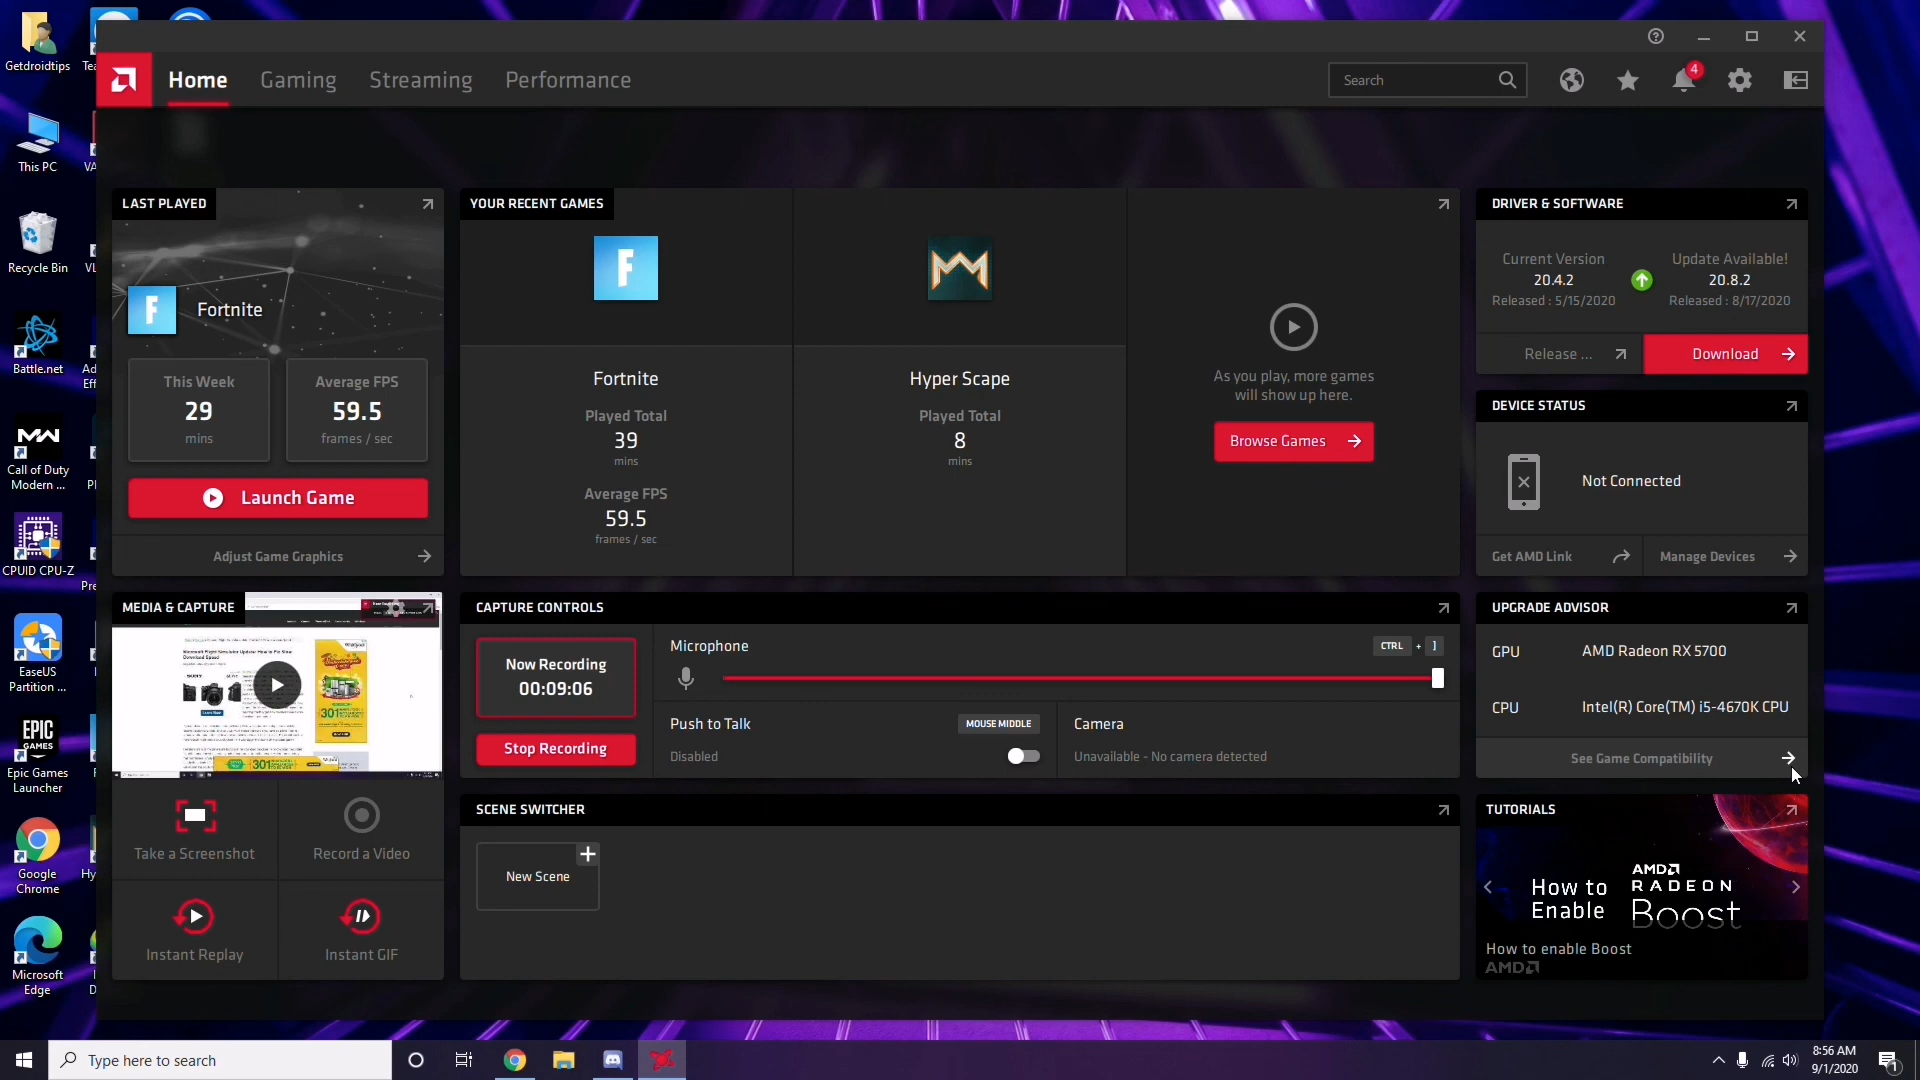 Getdroidtips
This PC
Recycle Bin
Battle.net
Call of Duty
Modern ...
CPUID CPU-Z
EaseUS
Partition ...
EPIC
GAMES
Epic Games
Launcher
Google
Chrome
Microsoft
Edge
Home
Gaming
Streaming
Performance
Search
4
LAST PLAYED
Fortnite
This Week
29
mins
Average FPS
59.5
frames / sec
Launch Game
Adjust Game Graphics
YOUR RECENT GAMES
Fortnite
Played Total
39
mins
Average FPS
59.5
frames / sec
Hyper Scape
Played Total
8
mins
As you play, more games
will show up here.
Browse Games
DRIVER & SOFTWARE
Current Version
20.4.2
Released : 5/15/2020
Update Available!
20.8.2
Released : 8/17/2020
Release ...
Download
DEVICE STATUS
Not Connected
Get AMD Link
Manage Devices
MEDIA & CAPTURE
Take a Screenshot
Record a Video
Instant Replay
Instant GIF
CAPTURE CONTROLS
Now Recording
00:09:06
Stop Recording
Microphone
CTRL + ]
Push to Talk
MOUSE MIDDLE
Disabled
Camera
Unavailable - No camera detected
UPGRADE ADVISOR
GPU AMD Radeon RX 5700
CPU Intel(R) Core(TM) i5-4670K CPU
See Game Compatibility
SCENE SWITCHER
New Scene
TUTORIALS
How to
Enable
AMD
RADEON
Boost
How to enable Boost
AMD
Type here to search
8:56 AM
9/1/2020
1